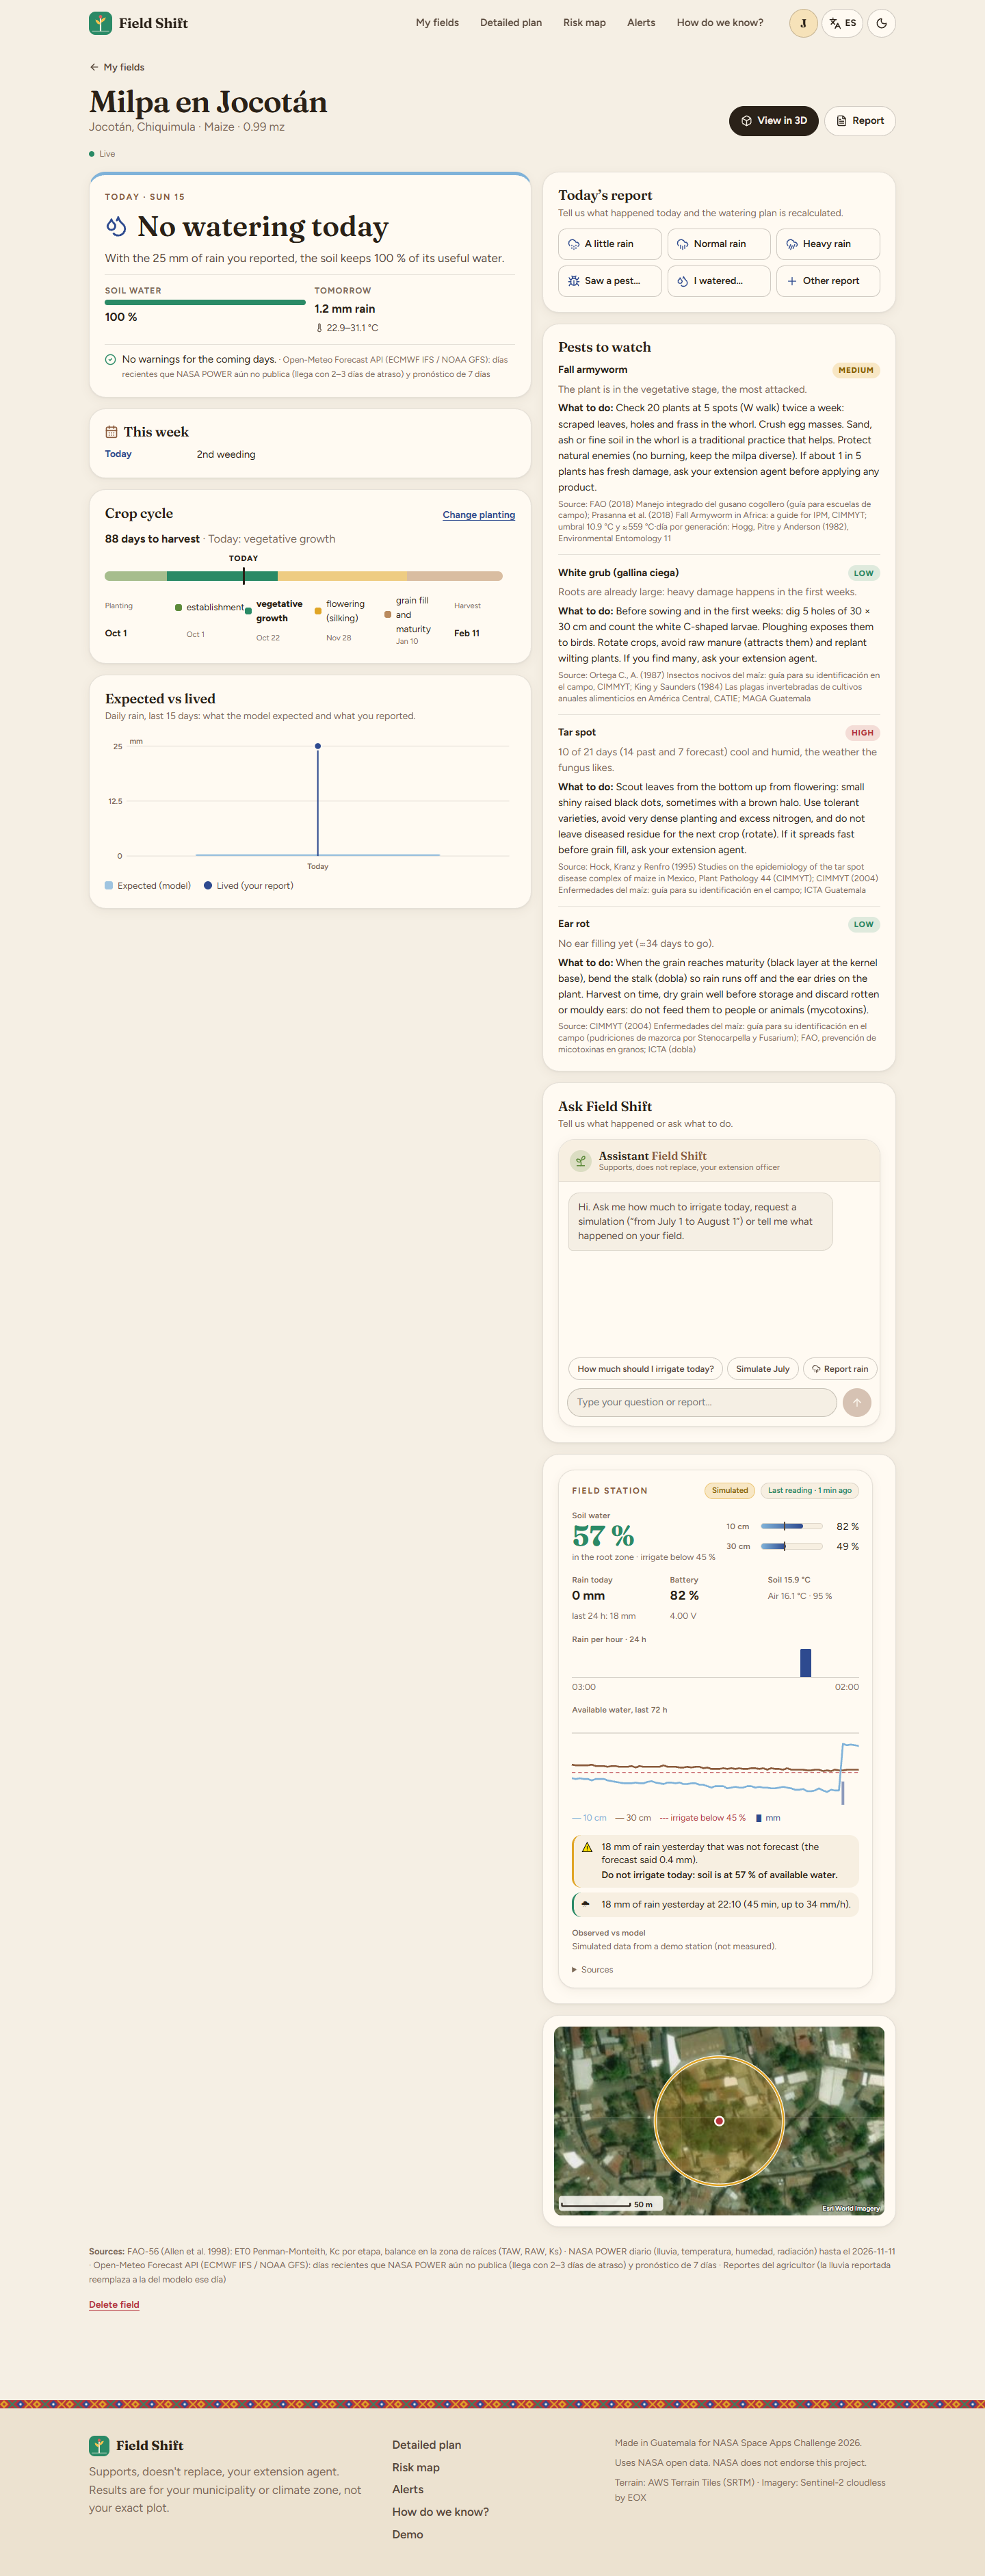 Field Shift
My fields
Detailed plan
Risk map
Alerts
How do we know?
J
ES
My fields
Milpa en Jocotán
Jocotán, Chiquimula · Maize · 0.99 mz
View in 3D
Report
Live
TODAY · SUN 15
No watering today
With the 25 mm of rain you reported, the soil keeps 100 % of its useful water.
SOIL WATER
100 %
TOMORROW
1.2 mm rain
22.9–31.1 °C
No warnings for the coming days. · Open-Meteo Forecast API (ECMWF IFS / NOAA GFS): días
recientes que NASA POWER aún no publica (llega con 2–3 días de atraso) y pronóstico de 7 días
This week
Today
2nd weeding
Crop cycle
Change planting
88 days to harvest · Today: vegetative growth
TODAY
Planting
Oct 1
establishment
Oct 1
vegetative
growth
Oct 22
flowering
(silking)
Nov 28
grain fill
and
maturity
Jan 10
Harvest
Feb 11
Expected vs lived
Daily rain, last 15 days: what the model expected and what you reported.
mm
25
12.5
0
Today
Expected (model)
Lived (your report)
Today's report
Tell us what happened today and the watering plan is recalculated.
A little rain
Normal rain
Heavy rain
Saw a pest...
I watered...
Other report
Pests to watch
Fall armyworm
MEDIUM
The plant is in the vegetative stage, the most attacked.
What to do: Check 20 plants at 5 spots (W walk) twice a week:
scraped leaves, holes and frass in the whorl. Crush egg masses. Sand,
ash or fine soil in the whorl is a traditional practice that helps. Protect
natural enemies (no burning, keep the milpa diverse). If about 1 in 5
plants has fresh damage, ask your extension agent before applying any
product.
Source: FAO (2018) Manejo integrado del gusano cogollero (guía para escuelas de
campo); Prasanna et al. (2018) Fall Armyworm in Africa: a guide for IPM, CIMMYT;
umbral 10.9 °C y ≈559 °C·día por generación: Hogg, Pitre y Anderson (1982),
Environmental Entomology 11
White grub (gallina ciega)
LOW
Roots are already large: heavy damage happens in the first weeks.
What to do: Before sowing and in the first weeks: dig 5 holes of 30 ×
30 cm and count the white C-shaped larvae. Ploughing exposes them
to birds. Rotate crops, avoid raw manure (attracts them) and replant
wilting plants. If you find many, ask your extension agent.
Source: Ortega C., A. (1987) Insectos nocivos del maíz: guía para su identificación en
el campo, CIMMYT; King y Saunders (1984) Las plagas invertebradas de cultivos
anuales alimenticios en América Central, CATIE; MAGA Guatemala
Tar spot
HIGH
10 of 21 days (14 past and 7 forecast) cool and humid, the weather the
fungus likes.
What to do: Scout leaves from the bottom up from flowering: small
shiny raised black dots, sometimes with a brown halo. Use tolerant
varieties, avoid very dense planting and excess nitrogen, and do not
leave diseased residue for the next crop (rotate). If it spreads fast
before grain fill, ask your extension agent.
Source: Hock, Kranz y Renfro (1995) Studies on the epidemiology of the tar spot
disease complex of maize in Mexico, Plant Pathology 44 (CIMMYT); CIMMYT (2004)
Enfermedades del maíz: guía para su identificación en el campo; ICTA Guatemala
Ear rot
LOW
No ear filling yet (≈34 days to go).
What to do: When the grain reaches maturity (black layer at the kernel
base), bend the stalk (dobla) so rain runs off and the ear dries on the
plant. Harvest on time, dry grain well before storage and discard rotten
or mouldy ears: do not feed them to people or animals (mycotoxins).
Source: CIMMYT (2004) Enfermedades del maíz: guía para su identificación en el
campo (pudriciones de mazorca por Stenocarpella y Fusarium); FAO, prevención de
micotoxinas en granos; ICTA (dobla)
Ask Field Shift
Tell us what happened or ask what to do.
Assistant Field Shift
Supports, does not replace, your extension officer
Hi. Ask me how much to irrigate today, request a
simulation ("from July 1 to August 1") or tell me what
happened on your field.
How much should I irrigate today?
Simulate July
Report rain
Type your question or report...
FIELD STATION
Simulated
Last reading · 1 min ago
Soil water
57 %
in the root zone · irrigate below 45 %
10 cm
82 %
30 cm
49 %
Rain today
0 mm
last 24 h: 18 mm
Battery
82 %
4.00 V
Soil 15.9 °C
Air 16.1 °C · 95 %
Rain per hour · 24 h
03:00
02:00
Available water, last 72 h
— 10 cm
— 30 cm
--- irrigate below 45 %
mm
18 mm of rain yesterday that was not forecast (the
forecast said 0.4 mm).
Do not irrigate today: soil is at 57 % of available water.
18 mm of rain yesterday at 22:10 (45 min, up to 34 mm/h).
Observed vs model
Simulated data from a demo station (not measured).
Sources
50 m
Esri World Imagery
Sources: FAO-56 (Allen et al. 1998): ET0 Penman-Monteith, Kc por etapa, balance en la zona de raíces (TAW, RAW, Ks) · NASA POWER diario (lluvia, temperatura, humedad, radiación) hasta el 2026-11-11
· Open-Meteo Forecast API (ECMWF IFS / NOAA GFS): días recientes que NASA POWER aún no publica (llega con 2–3 días de atraso) y pronóstico de 7 días · Reportes del agricultor (la lluvia reportada
reemplaza a la del modelo ese día)
Delete field
Field Shift
Supports, doesn't replace, your extension agent.
Results are for your municipality or climate zone, not
your exact plot.
Detailed plan
Risk map
Alerts
How do we know?
Demo
Made in Guatemala for NASA Space Apps Challenge 2026.
Uses NASA open data. NASA does not endorse this project.
Terrain: AWS Terrain Tiles (SRTM) · Imagery: Sentinel-2 cloudless
by EOX